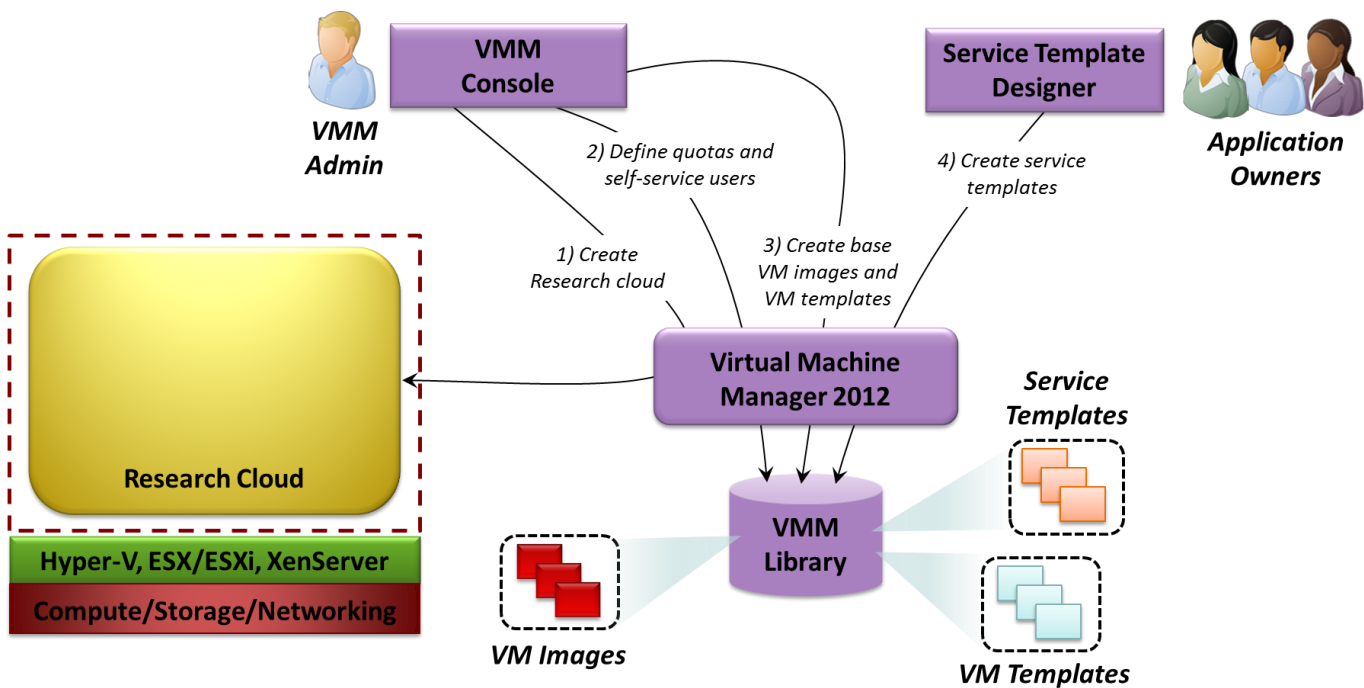 VMM
Console
VMM
Admin
Service Template
Designer
Application
Owners
2) Define quotas and
self-service users
4) Create service
templates
1) Create
Research cloud
3) Create base
VM images and
VM templates
Virtual Machine
Manager 2012
Research Cloud
Hyper-V, ESX/ESXi, XenServer
Compute/Storage/Networking
Service
Templates
VMM
Library
VM Images
VM Templates